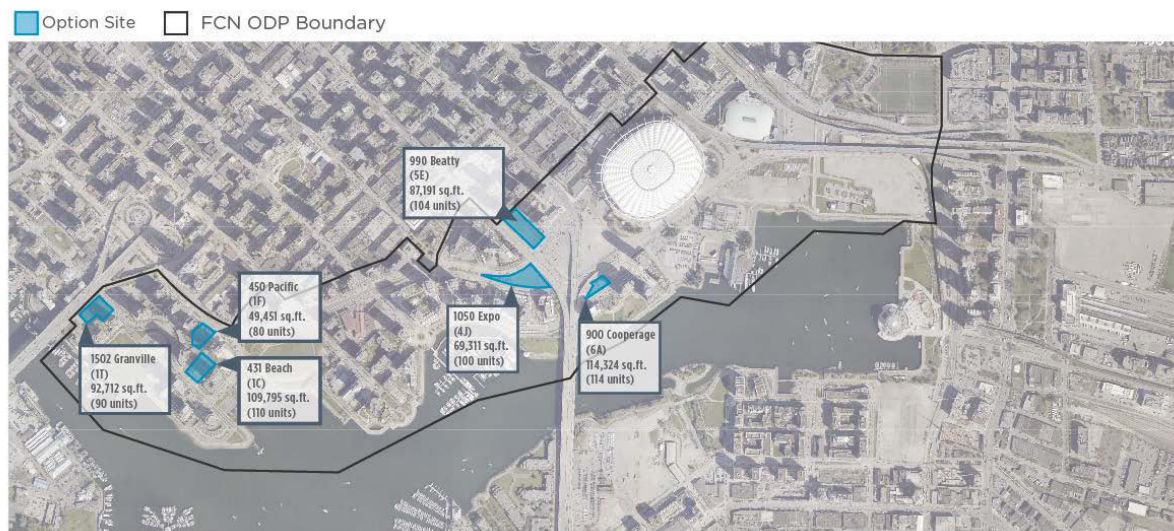 Option Site
FCN ODP Boundary
990 Beatty
(5E)
87,191 sq.ft.
(104 units)
450 Pacific
(1F)
49,451 sq.ft.
(80 units)
1050 Expo
(4J)
69,311 sq.ft.
(100 units)
900 Cooperage
(6A)
114,324 sq.ft.
(114 units)
1502 Granville
(1T)
92,712 sq.ft.
(90 units)
431 Beach
(1C)
109,795 sq.ft.
(110 units)